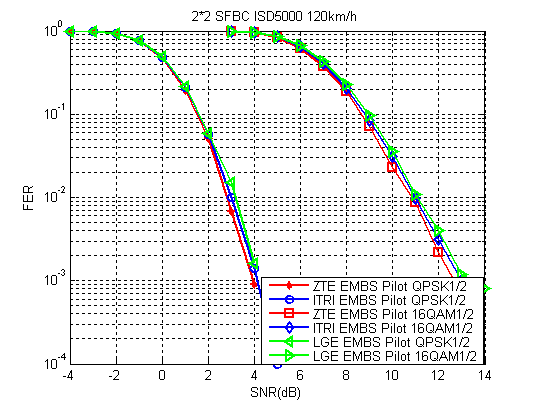 2*2 SFBC ISD5000 120km/h
FER
10^0
10^-1
10^-2
10^-3
10^-4
-4 -2 0 2 4 6 8 10 12 14
SNR(dB)
ZTE EMBS Pilot QPSK1/2
ITRI EMBS Pilot QPSK1/2
ZTE EMBS Pilot 16QAM1/2
ITRI EMBS Pilot 16QAM1/2
LGE EMBS Pilot QPSK1/2
LGE EMBS Pilot 16QAM1/2